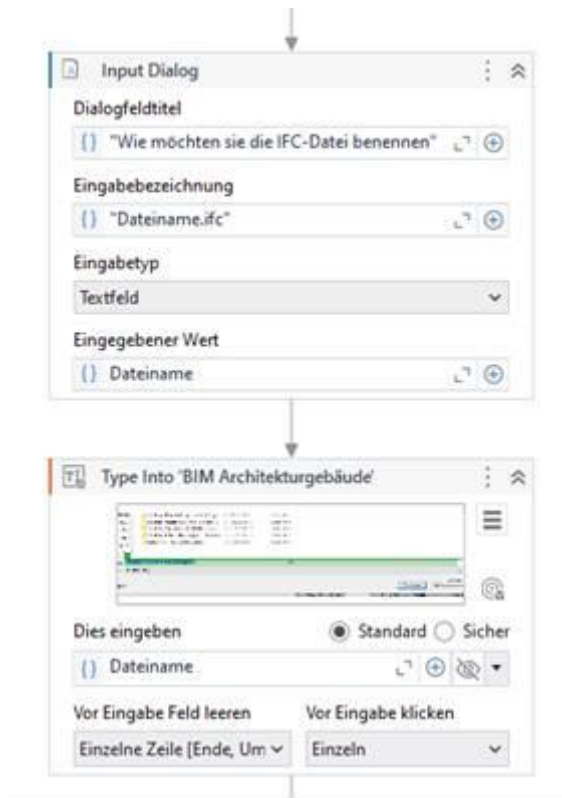 Input Dialog
Dialogfeldtitel
"Wie möchten sie die IFC-Datei benennen"
Eingabebezeichnung
"Dateiname.ifc"
Eingabetyp
Textfeld
Eingegebener Wert
Dateiname
Type Into 'BIM Architekturgebäude'
Dies eingeben Standard Sicher
Dateiname
Vor Eingabe Feld leeren Vor Eingabe klicken
Einzelne Zeile [Ende, Um Einzeln